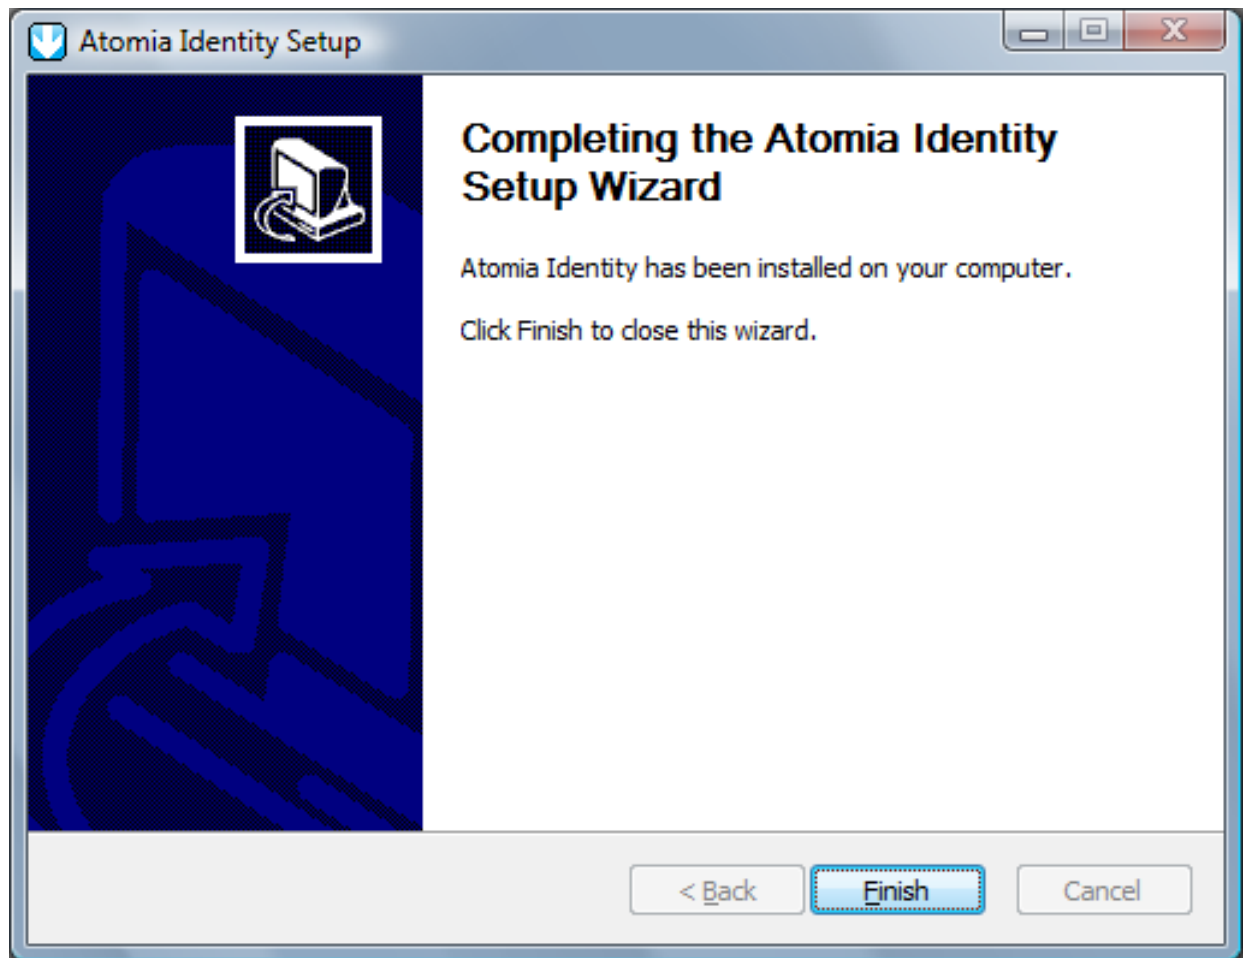 Atomia Identity Setup
Completing the Atomia Identity
Setup Wizard
Atomia Identity has been installed on your computer.
Click Finish to close this wizard.
< Back
Finish
Cancel